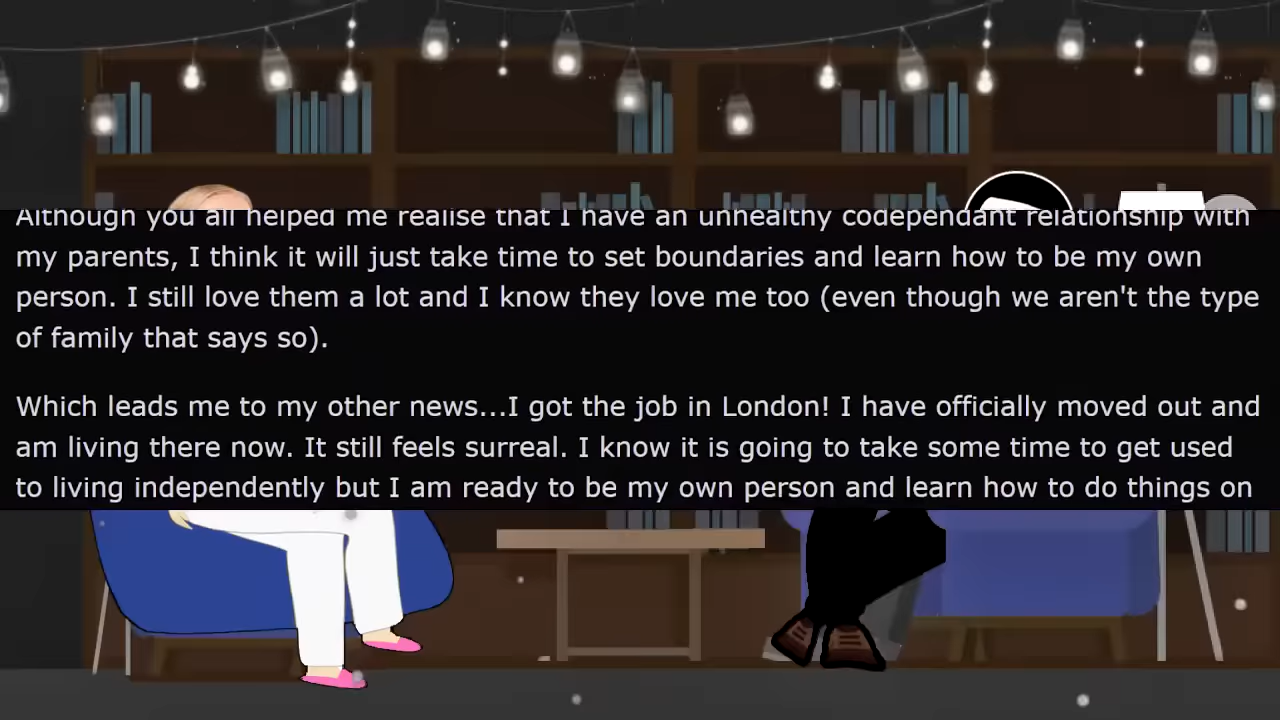 Although you all helped me realise that I have an unhealthy codependant relationship with
my parents, I think it will just take time to set boundaries and learn how to be my own
person. I still love them a lot and I know they love me too (even though we aren't the type
of family that says so).
Which leads me to my other news...I got the job in London! I have officially moved out and
am living there now. It still feels surreal. I know it is going to take some time to get used
to living independently but I am ready to be my own person and learn how to do things on